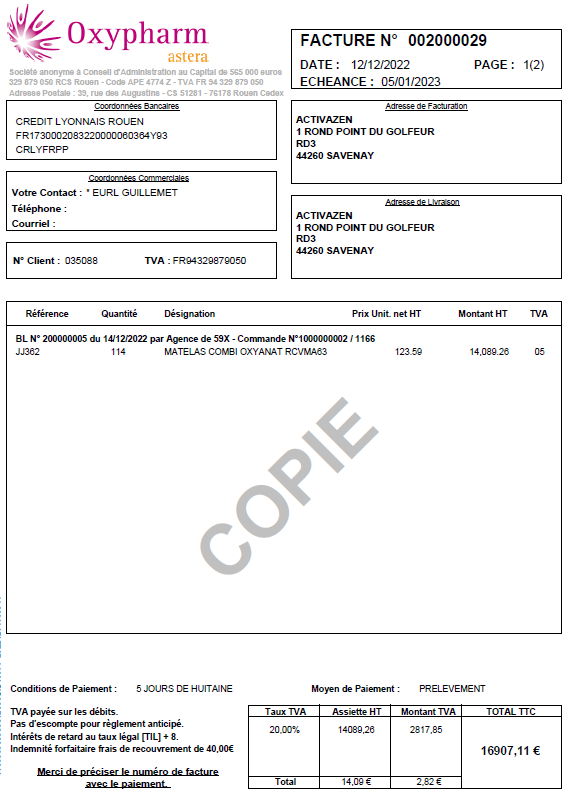 Oxypharm
astera
Société anonyme à Conseil d'Administration au Capital de 565 000 euros
329 879 050 RCS Rouen - Code APE 4774 Z - TVA FR 94 329 879 050
Adresse Postale : 39, rue des Augustins - CS 51281 - 76178 Rouen Cedex
FACTURE N° 002000029
DATE : 12/12/2022 PAGE : 1(2)
ECHEANCE : 05/01/2023
Coordonnées Bancaires
CREDIT LYONNAIS ROUEN
FR1730002083220000060364Y93
CRLYFRPP
Adresse de Facturation
ACTIVAZEN
1 ROND POINT DU GOLFEUR
RD3
44260 SAVENAY
Coordonnées Commerciales
Votre Contact : * EURL GUILLEMET
Téléphone :
Courriel :
Adresse de Livraison
ACTIVAZEN
1 ROND POINT DU GOLFEUR
RD3
44260 SAVENAY
N° Client : 035088 TVA : FR94329879050
Référence Quantité Désignation Prix Unit. net HT Montant HT TVA
BL N° 200000005 du 14/12/2022 par Agence de 59X - Commande N°1000000002 / 1166
JJ362 114 MATELAS COMBI OXYANAT RCVMA63 123.59 14,089.26 05
COPIE
Conditions de Paiement : 5 JOURS DE HUITAINE Moyen de Paiement : PRELEVEMENT
TVA payée sur les débits.
Pas d'escompte pour règlement anticipé.
Intérêts de retard au taux légal [TIL] + 8.
Indemnité forfaitaire frais de recouvrement de 40,00€
Merci de préciser le numéro de facture
avec le paiement.
Taux TVA Assiette HT Montant TVA TOTAL TTC
20,00% 14089,26 2817,85
16907,11 €
Total 14,09 € 2,82 €